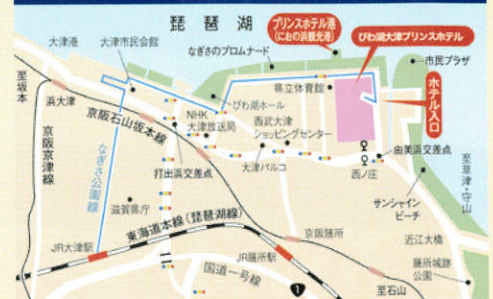 琵琶湖
プリンスホテル港
(におの浜観光港)
びわ湖大津プリンスホテル
大津港
大津市民会館
なぎさのプロムナード
市民プラザ
至坂本
浜大津
県立体育館
ホテル入口
びわ湖ホール
京阪石山坂本線
NHK
大津放送局
西武大津
ショッピングセンター
京阪京津線
なぎさ公園線
打出浜交差点
大津パルコ
西ノ庄
由美浜交差点
至草津・守山
滋賀県庁
サンシャイン
ビーチ
東海道本線(琵琶湖線)
京阪膳所
近江大橋
JR大津駅
JR膳所駅
膳所城跡
公園
国道一号線
1
至石山